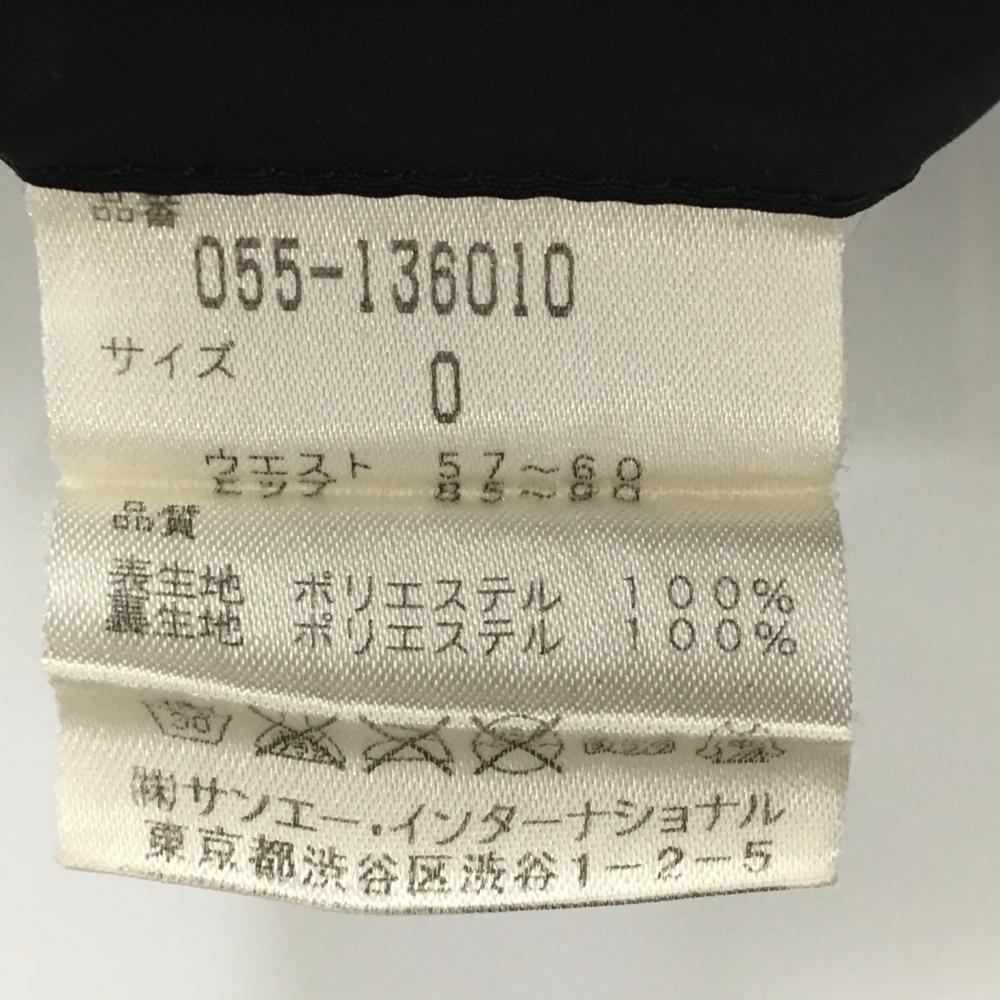 品番
055-136010
サイズ
0
ウエスト 57～60
ヒップ 85～90
品質
表生地 ポリエステル 100%
裏生地 ポリエステル 100%
30
㈱サンエー・インターナショナル
東京都渋谷区渋谷1-2-5